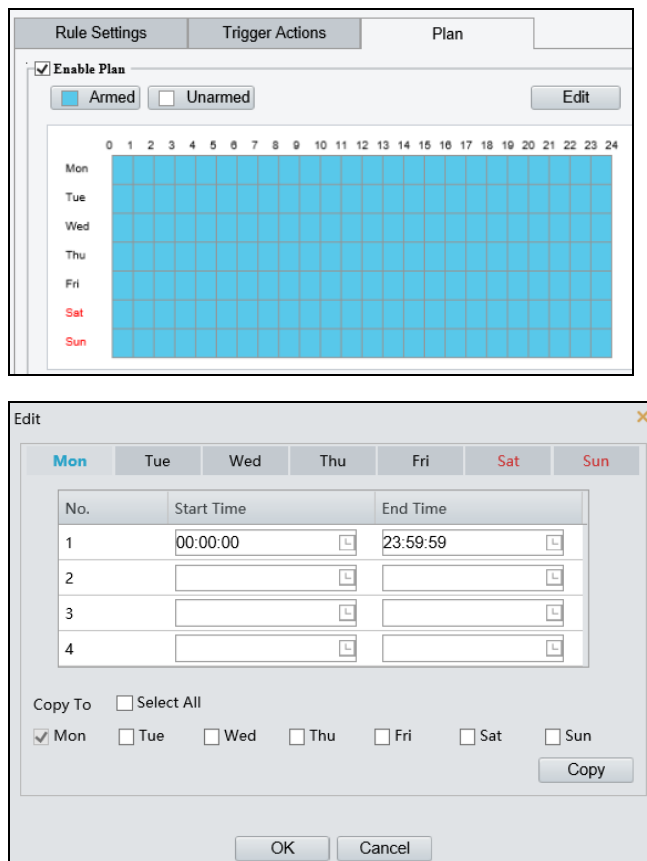 Rule Settings Trigger Actions Plan
Enable Plan
Armed Unarmed Edit
0 1 2 3 4 5 6 7 8 9 10 11 12 13 14 15 16 17 18 19 20 21 22 23 24
Mon
Tue
Wed
Thu
Fri
Sat
Sun
Edit
Mon Tue Wed Thu Fri Sat Sun
No. Start Time End Time
1 00:00:00 23:59:59
2
3
4
Copy To Select All
Mon Tue Wed Thu Fri Sat Sun
Copy
OK Cancel